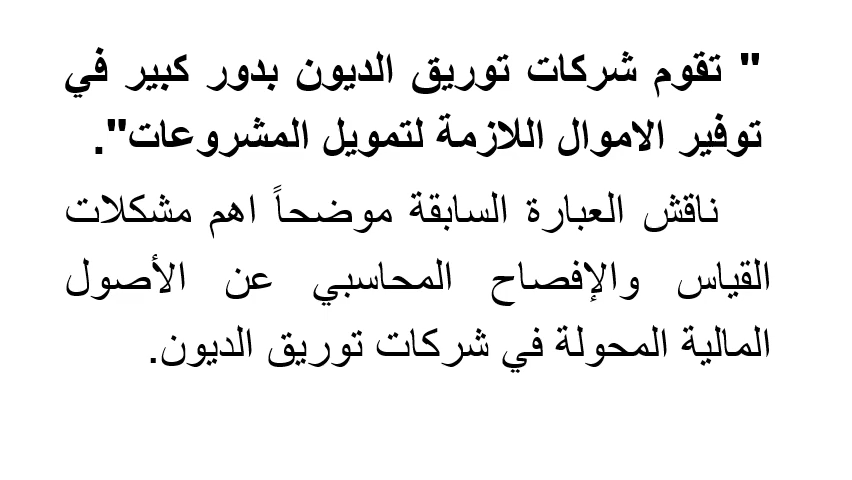 " تقوم شركات توريق الديون بدور كبير في
توفير الاموال اللازمة لتمويل المشروعات".
ناقش العبارة السابقة موضحاً اهم مشكلات
القياس والإفصاح المحاسبي عن الأصول
المالية المحولة في شركات توريق الديون.